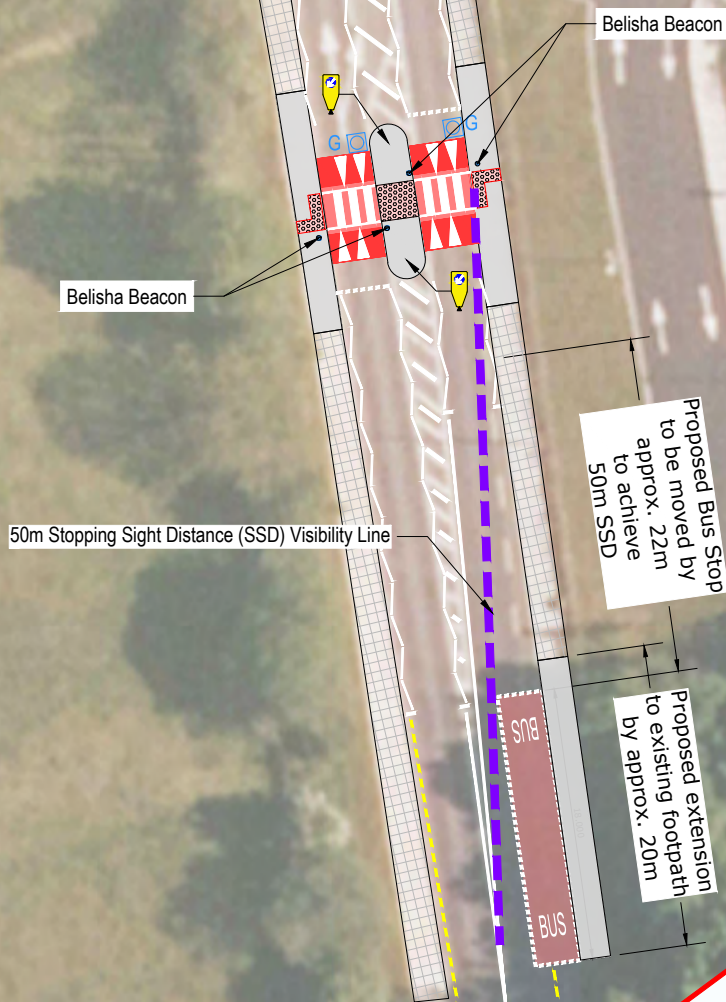 Belisha Beacon
G
G
Belisha Beacon
Proposed Bus Stop
to be moved by
approx. 22m
to achieve
50m SSD
50m Stopping Sight Distance (SSD) Visibility Line
BUS
Proposed extension
to existing footpath
by approx. 20m
BUS